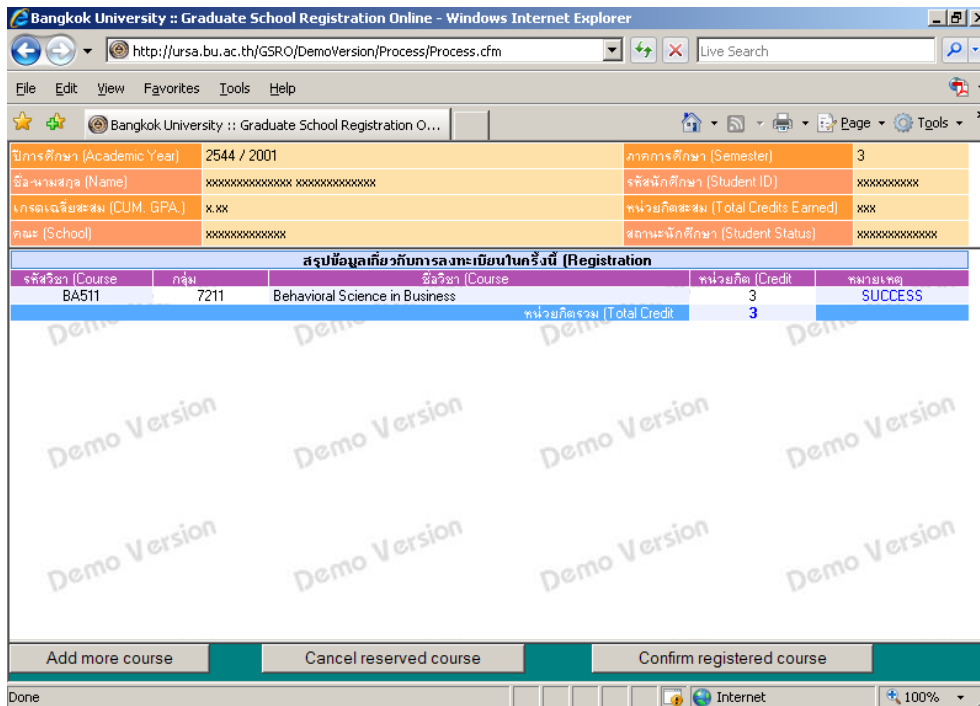 Bangkok University :: Graduate School Registration Online - Windows Internet Explorer
http://ursa.bu.ac.th/GSRO/DemoVersion/Process/Process.cfm Live Search
File Edit View Favorites Tools Help
Bangkok University :: Graduate School Registration O... Page Tools
ปีการศึกษา (Academic Year) 2544 / 2001 ภาคการศึกษา (Semester) 3
ชื่อ-นามสกุล (Name) xxxxxxxxxxxxxx xxxxxxxxxxxxx รหัสนักศึกษา (Student ID) xxxxxxxxxx
เกรดเฉลี่ยสะสม (CUM. GPA.) x.xx หน่วยกิตสะสม (Total Credits Earned) xxx
คณะ (School) xxxxxxxxxxxxx สถานะนักศึกษา (Student Status) xxxxxxxxxxxxx
สรุปข้อมูลเกี่ยวกับการลงทะเบียนในครั้งนี้ (Registration
รหัสวิชา (Course กลุ่ม ชื่อวิชา (Course หน่วยกิต (Credit หมายเหตุ
BA511 7211 Behavioral Science in Business 3 SUCCESS
หน่วยกิตรวม (Total Credit 3
Demo Demo Demo Demo
Demo Version Demo Version Demo Version Demo Version
Demo Version Demo Version Demo Version Demo Version
Add more course Cancel reserved course Confirm registered course
Done Internet 100%